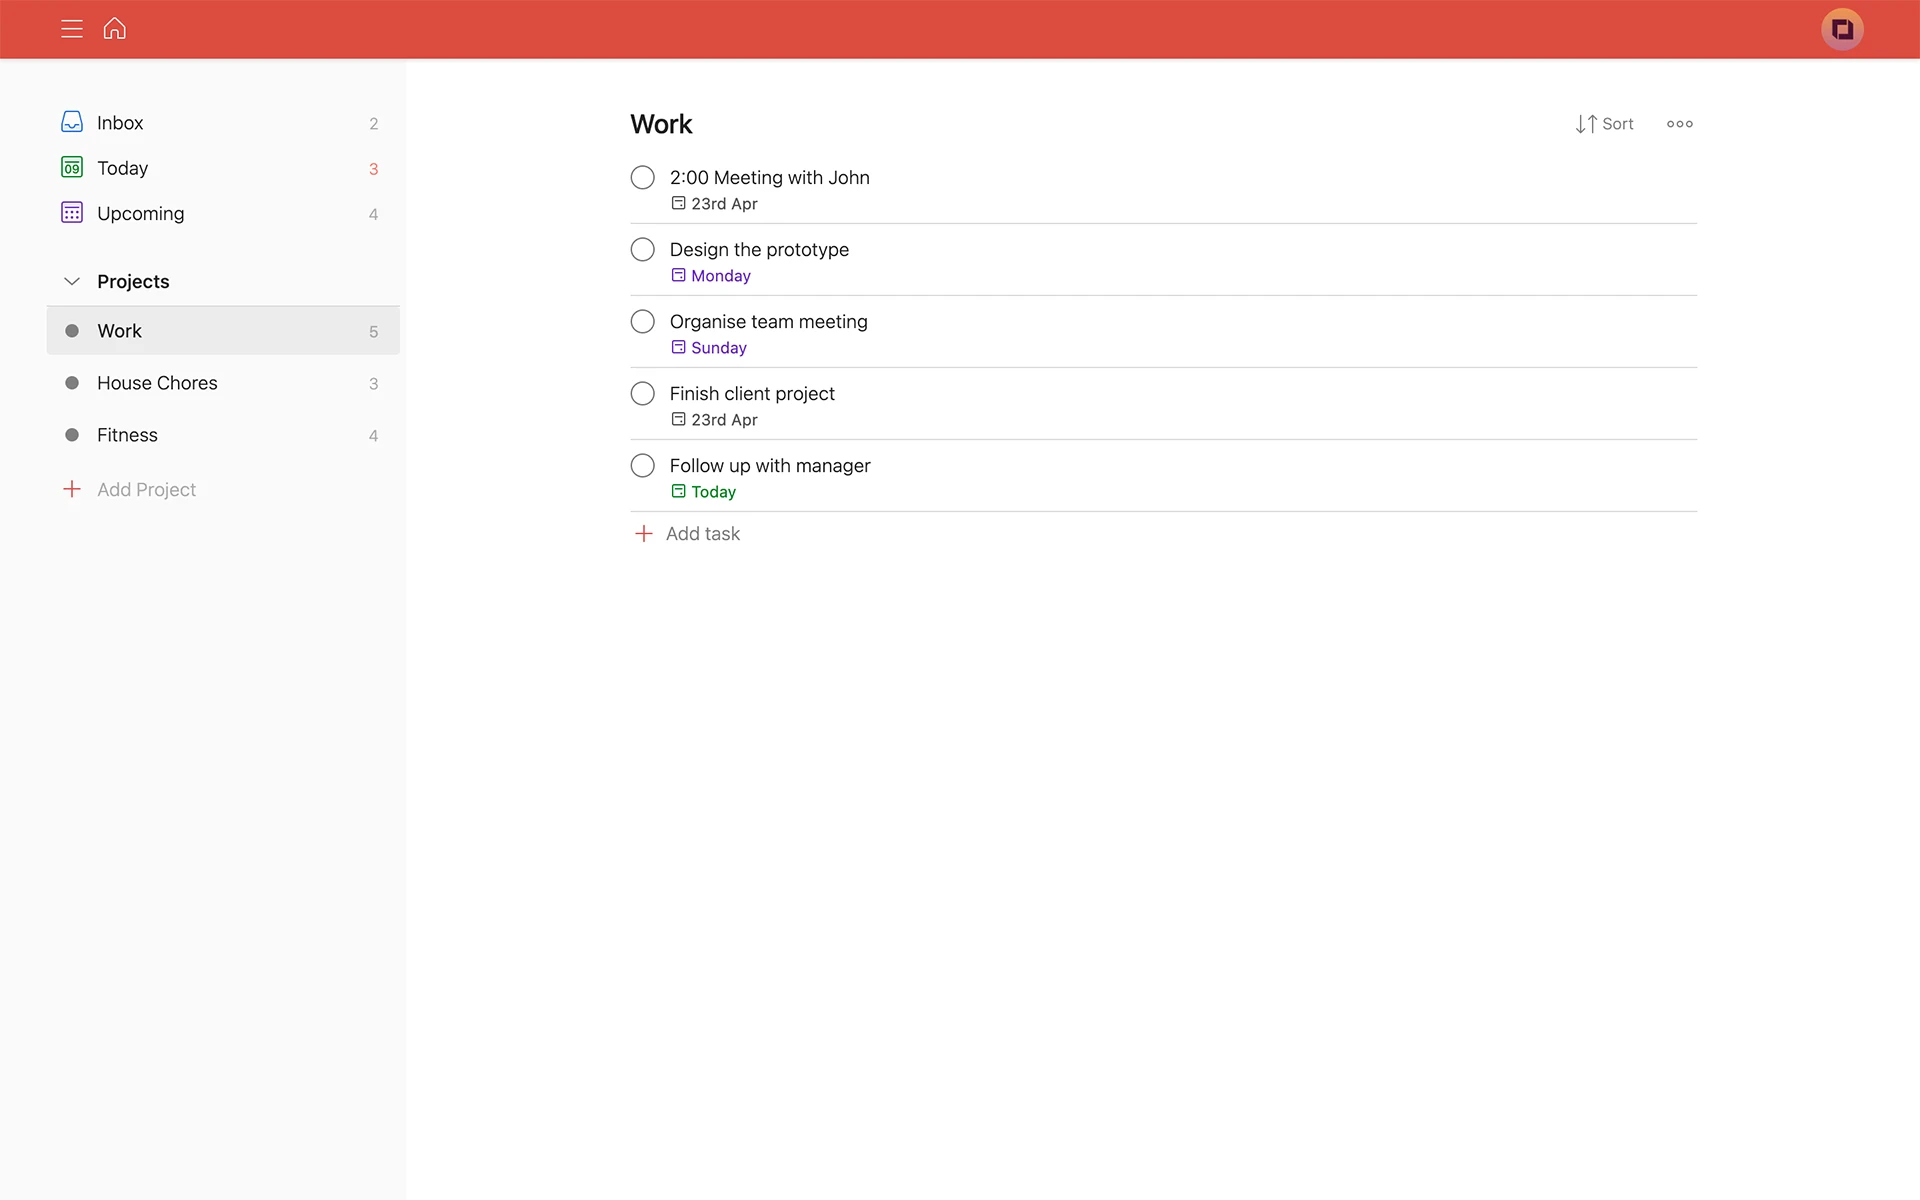 Inbox 2
09 Today 3
Upcoming 4
Projects
Work 5
House Chores 3
Fitness 4
Add Project
Work
Sort
2:00 Meeting with John
23rd Apr
Design the prototype
Monday
Organise team meeting
Sunday
Finish client project
23rd Apr
Follow up with manager
Today
Add task